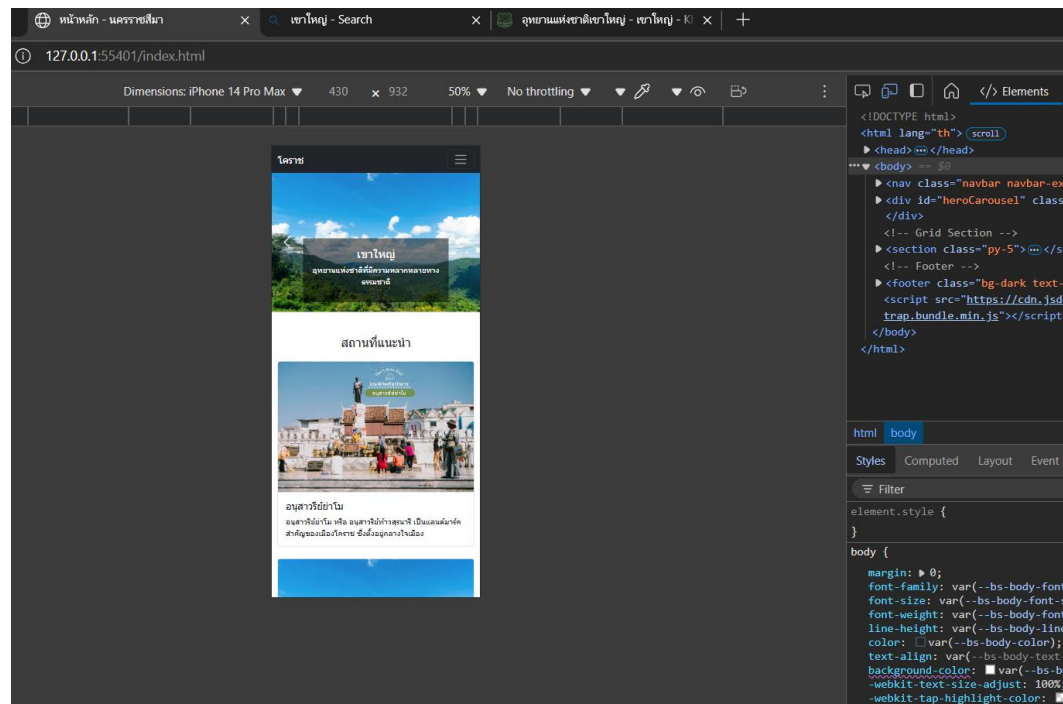 หน้าหลัก - นครราชสีมา
เขาใหญ่ - Search
อุทยานแห่งชาติเขาใหญ่ - เขาใหญ่ - Kl
127.0.0.1:55401/index.html
Dimensions: iPhone 14 Pro Max 430 x 932 50% No throttling
</> Elements
<!DOCTYPE html>
<html lang="th"> scroll
<head> ••• </head>
••• <body> == $0
<nav class="navbar navbar-ex
<div id="heroCarousel" class
</div>
<!-- Grid Section -->
<section class="py-5"> ••• </s
<!-- Footer -->
<footer class="bg-dark text-
<script src="https://cdn.jsd
trap.bundle.min.js"></script
</body>
</html>
โคราช
เขาใหญ่
อุทยานแห่งชาติที่มีความหลากหลายทาง
ธรรมชาติ
สถานที่แนะนำ
อนุสาวรีย์ย่าโม
อนุสาวรีย์ย่าโม
อนุสาวรีย์ย่าโม หรือ อนุสาวรีย์ท้าวสุรนารี เป็นแลนด์มาร์ค
สำคัญของเมืองโคราช ซึ่งตั้งอยู่กลางใจเมือง
html body
Styles Computed Layout Event
Filter
element.style {
}
body {
margin: 0;
font-family: var(--bs-body-font
font-size: var(--bs-body-font-s
font-weight: var(--bs-body-font
line-height: var(--bs-body-line
color: var(--bs-body-color);
text-align: var(--bs-body-text-
background-color: var(--bs-b
-webkit-text-size-adjust: 100%
-webkit-tap-highlight-color: